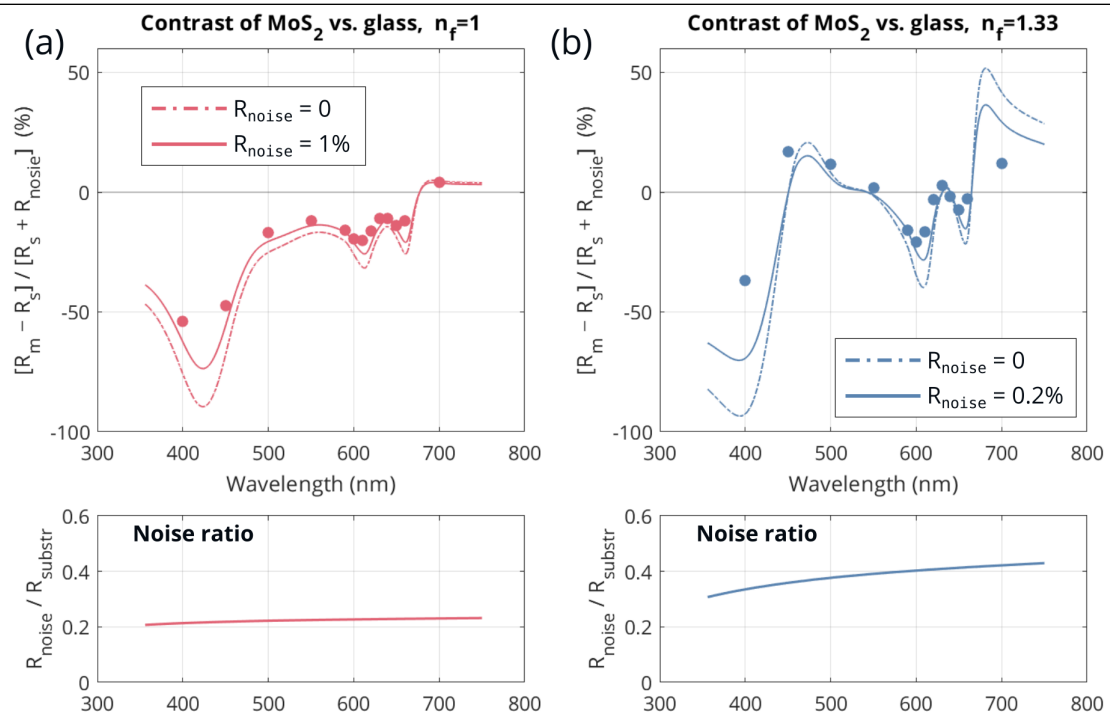 (a)
Contrast of MoS2 vs. glass, nf=1
[Rm − Rs] / [Rs + Rnosie] (%)
50
0
-50
-100
Rnoise = 0
Rnoise = 1%
300 400 500 600 700 800
Wavelength (nm)
(b)
Contrast of MoS2 vs. glass, nf=1.33
[Rm − Rs] / [Rs + Rnosie] (%)
50
0
-50
-100
Rnoise = 0
Rnoise = 0.2%
300 400 500 600 700 800
Wavelength (nm)
Noise ratio
Rnoise / Rsubstr
0.6
0.4
0.2
0
300 400 500 600 700 800
Noise ratio
Rnoise / Rsubstr
0.6
0.4
0.2
0
300 400 500 600 700 800